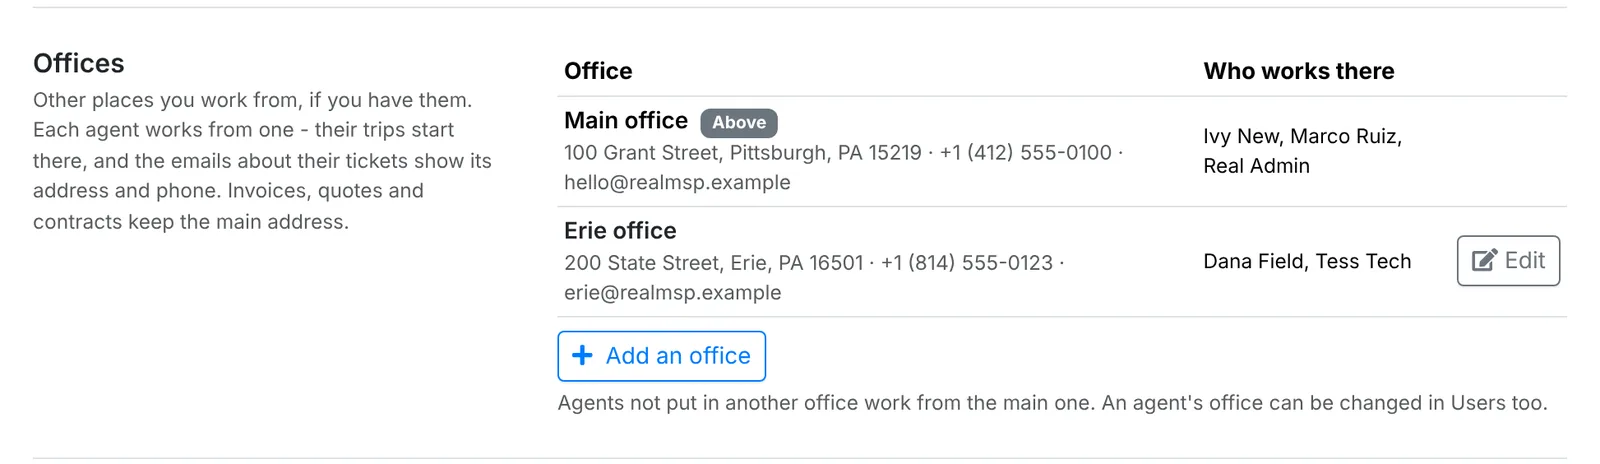 Offices
Other places you work from, if you have them.
Each agent works from one - their trips start
there, and the emails about their tickets show its
address and phone. Invoices, quotes and
contracts keep the main address.
Office
Who works there
Main office Above
100 Grant Street, Pittsburgh, PA 15219 · +1 (412) 555-0100 ·
hello@realmsp.example
Ivy New, Marco Ruiz,
Real Admin
Erie office
200 State Street, Erie, PA 16501 · +1 (814) 555-0123 ·
erie@realmsp.example
Dana Field, Tess Tech
Edit
+ Add an office
Agents not put in another office work from the main one. An agent's office can be changed in Users too.